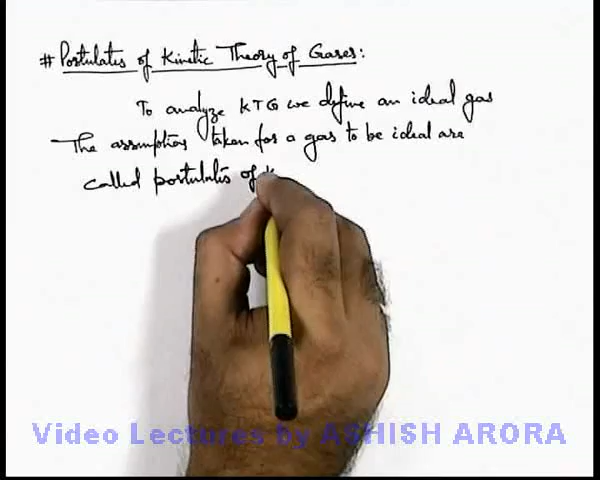 # Postulates of Kinetic Theory of Gases:
To analyze KTG we define an ideal gas
The assumptions taken for a gas to be ideal are
called postulates of
Video Lectures by ASHISH ARORA